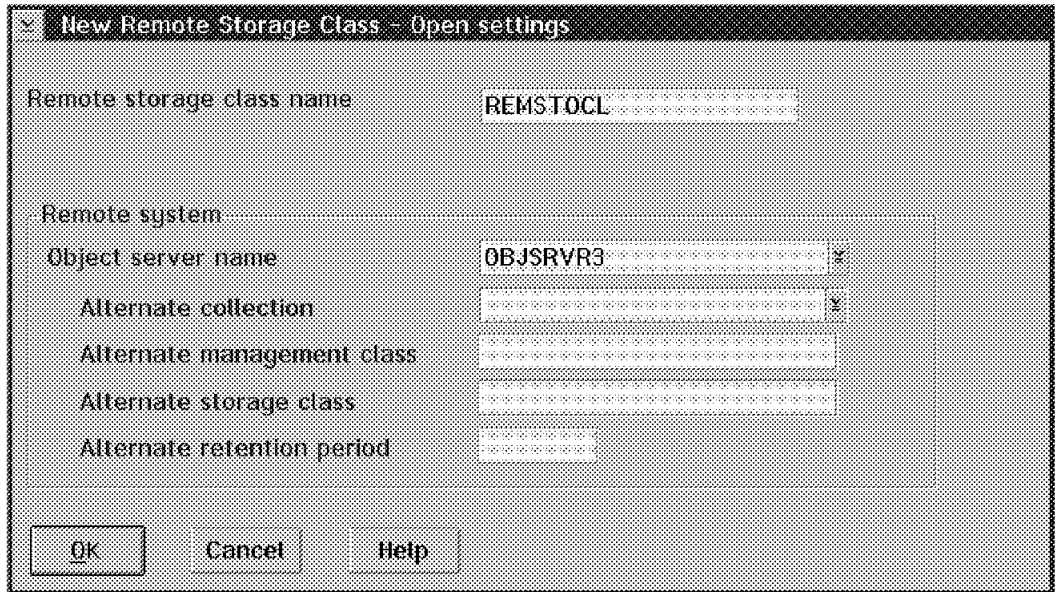 New Remote Storage Class - Open settings
Remote storage class name REMSTOCL
Remote system
Object server name OBJSRVR3
Alternate collection
Alternate management class
Alternate storage class
Alternate retention period
OK Cancel Help